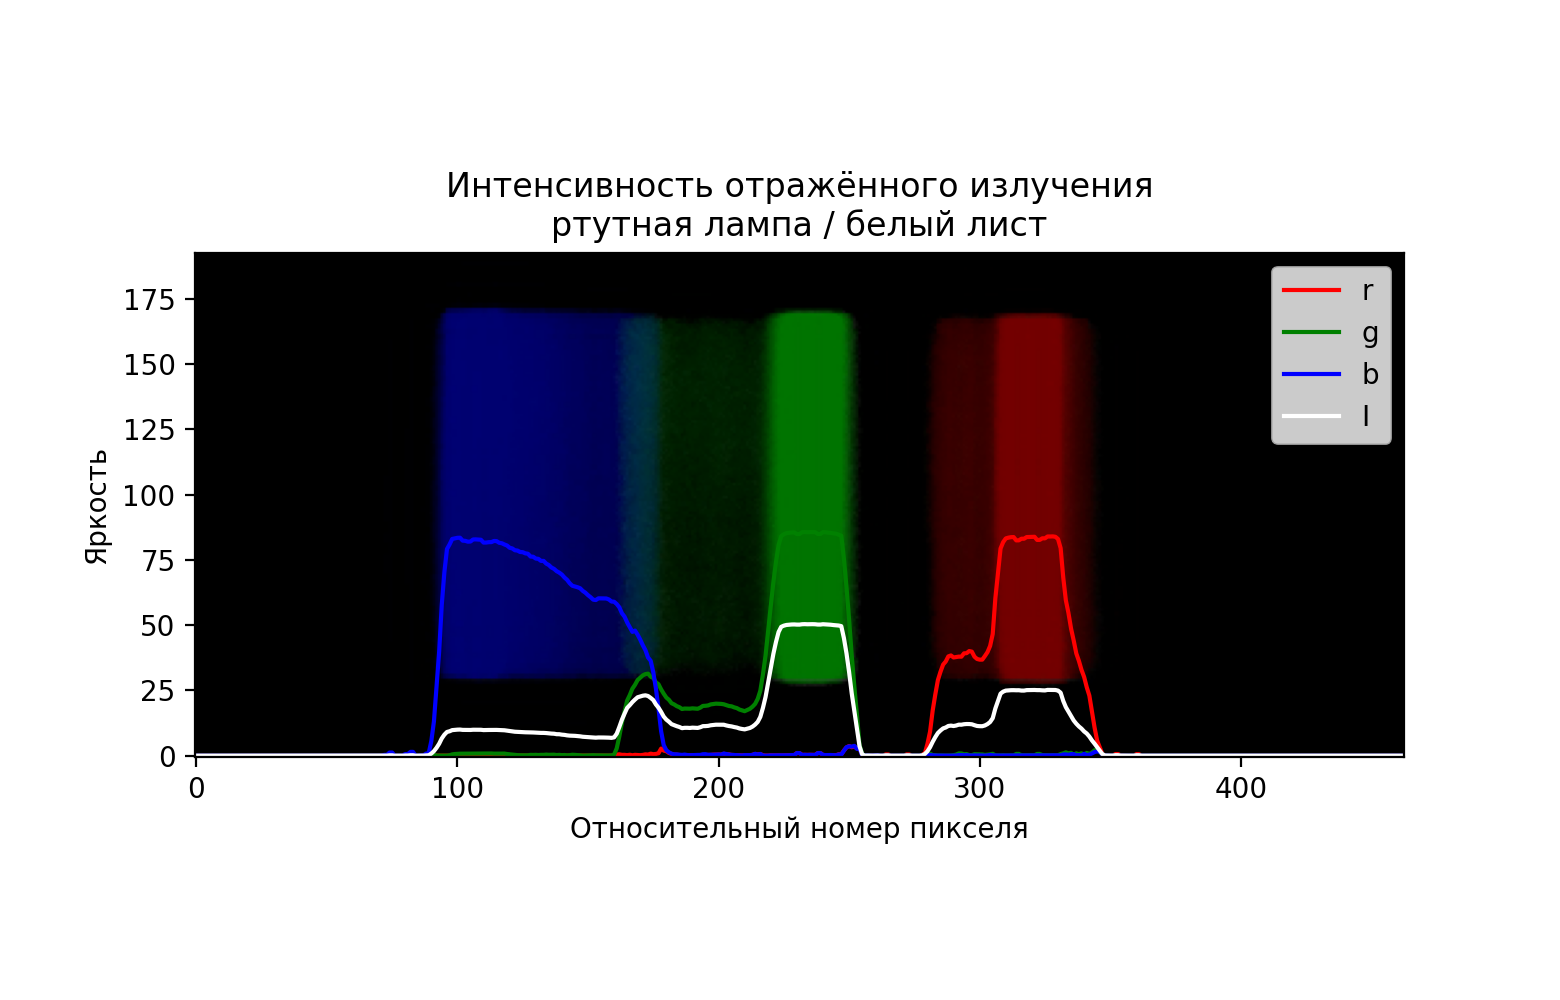 Интенсивность отражённого излучения
ртутная лампа / белый лист
175
150
125
100
75
50
25
0
Яркость
0 100 200 300 400
Относительный номер пикселя
r
g
b
I